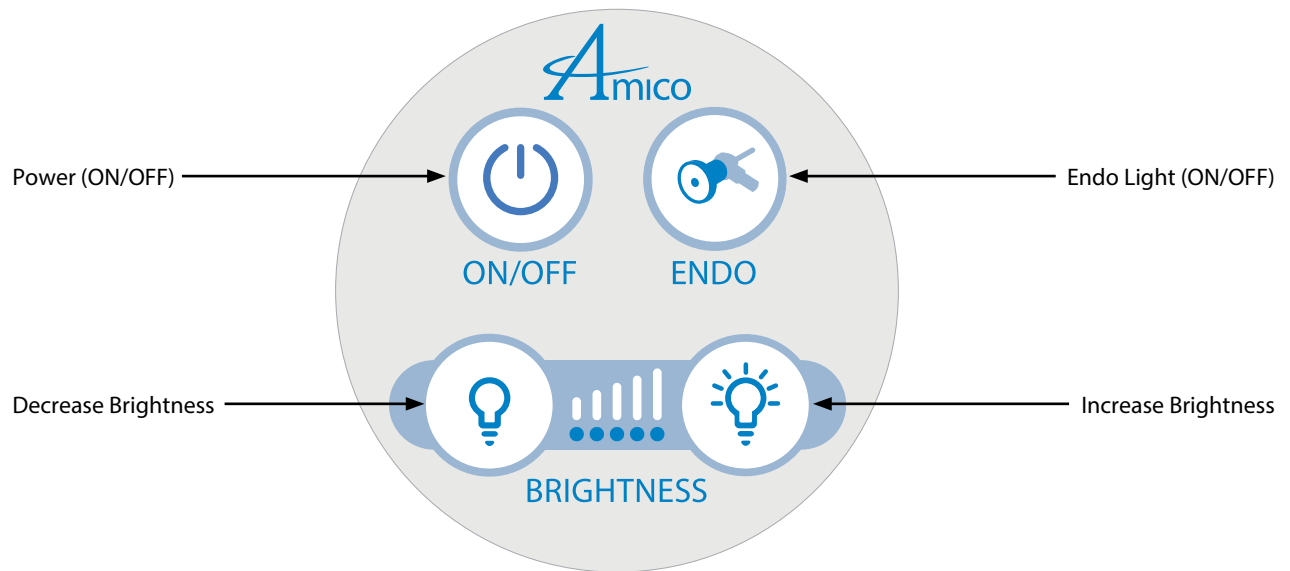 Amico
Power (ON/OFF)
Endo Light (ON/OFF)
ON/OFF
ENDO
Decrease Brightness
Increase Brightness
BRIGHTNESS